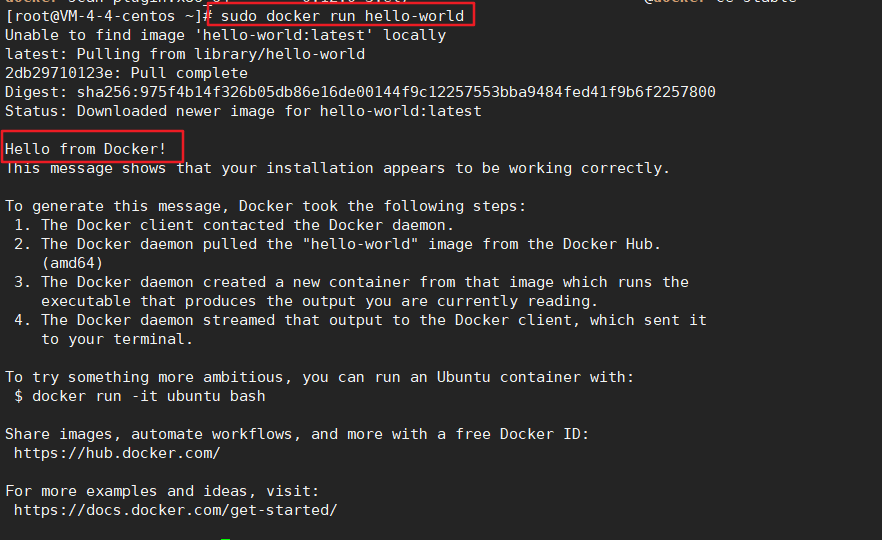 [root@VM-4-4-centos ~]# sudo docker run hello-world
Unable to find image 'hello-world:latest' locally
latest: Pulling from library/hello-world
2db29710123e: Pull complete
Digest: sha256:975f4b14f326b05db86e16de00144f9c12257553bba9484fed41f9b6f2257800
Status: Downloaded newer image for hello-world:latest
Hello from Docker!
This message shows that your installation appears to be working correctly.
To generate this message, Docker took the following steps:
1. The Docker client contacted the Docker daemon.
2. The Docker daemon pulled the "hello-world" image from the Docker Hub.
(amd64)
3. The Docker daemon created a new container from that image which runs the
executable that produces the output you are currently reading.
4. The Docker daemon streamed that output to the Docker client, which sent it
to your terminal.
To try something more ambitious, you can run an Ubuntu container with:
$ docker run -it ubuntu bash
Share images, automate workflows, and more with a free Docker ID:
https://hub.docker.com/
For more examples and ideas, visit:
https://docs.docker.com/get-started/